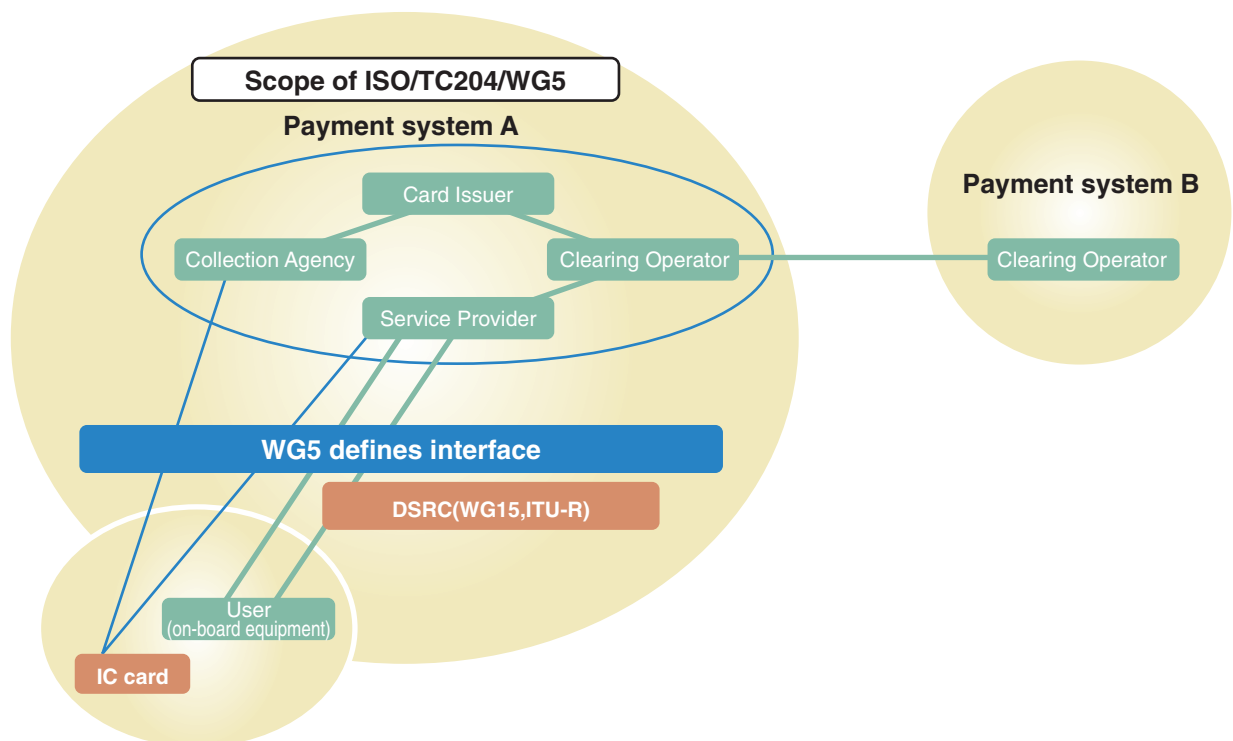 Scope of ISO/TC204/WG5
Payment system A
Card Issuer
Collection Agency
Clearing Operator
Service Provider
Payment system B
Clearing Operator
WG5 defines interface
DSRC(WG15,ITU-R)
User
(on-board equipment)
IC card